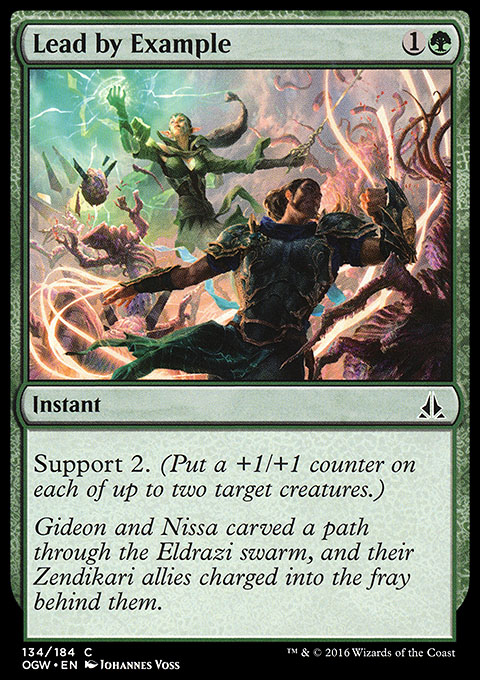 Lead by Example 1
Instant
Support 2. (Put a +1/+1 counter on
each of up to two target creatures.)
Gideon and Nissa carved a path
through the Eldrazi swarm, and their
Zendikari allies charged into the fray
behind them.
134/184 C
OGW • EN Johannes Voss
™ & © 2016 Wizards of the Coast